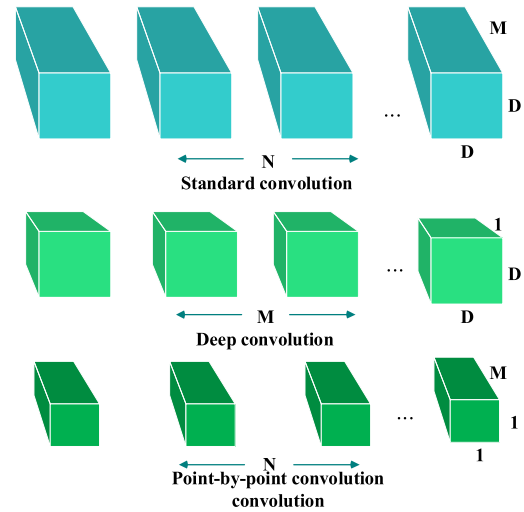 M
D
...
D
N
Standard convolution
1
D
...
D
M
Deep convolution
M
...
1
1
N
Point-by-point convolution
convolution